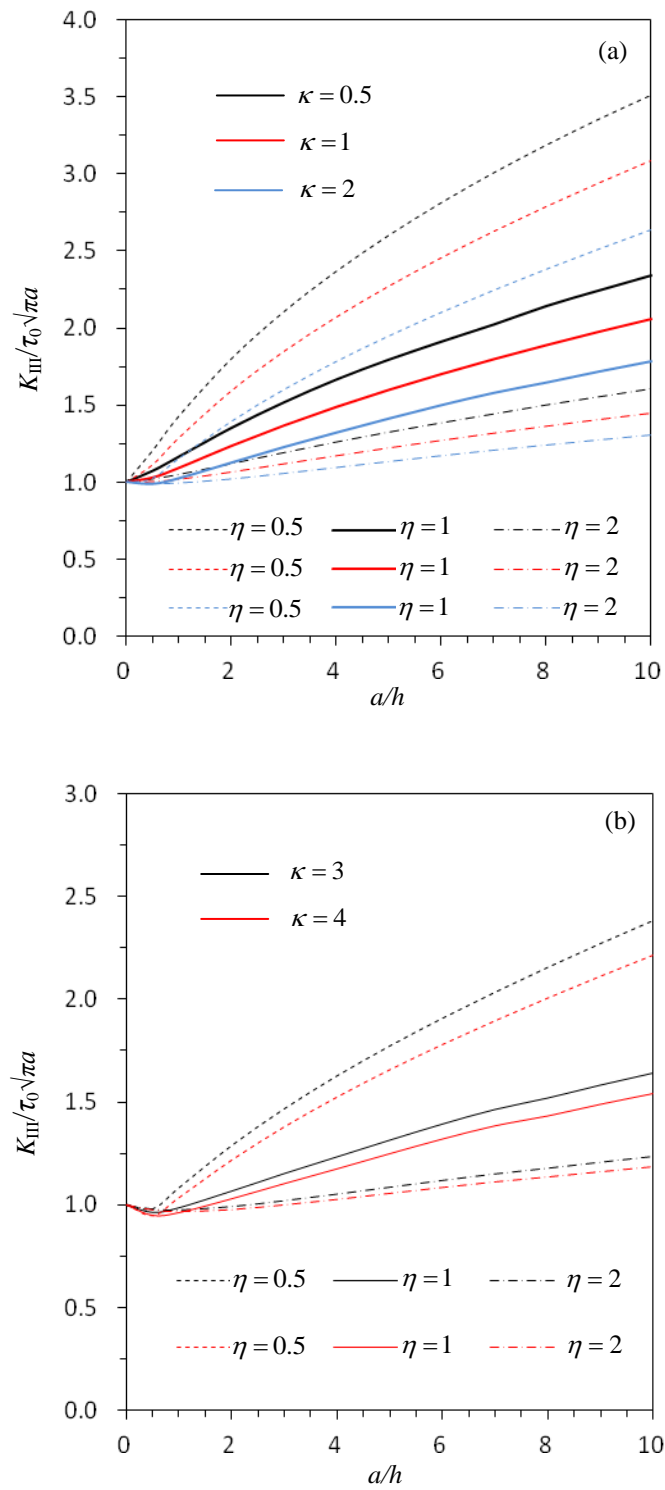 4.0
(a)
κ = 0.5
3.5
κ = 1
3.0
κ = 2
2.5
2.0
K_III/τ₀√πa
1.5
1.0
η = 0.5 η = 1 η = 2
0.5
η = 0.5 η = 1 η = 2
η = 0.5 η = 1 η = 2
0.0
0 2 4 6 8 10
a/h
3.0
(b)
κ = 3
2.5
κ = 4
2.0
K_III/τ₀√πa
1.5
1.0
η = 0.5 η = 1 η = 2
0.5
η = 0.5 η = 1 η = 2
0.0
0 2 4 6 8 10
a/h